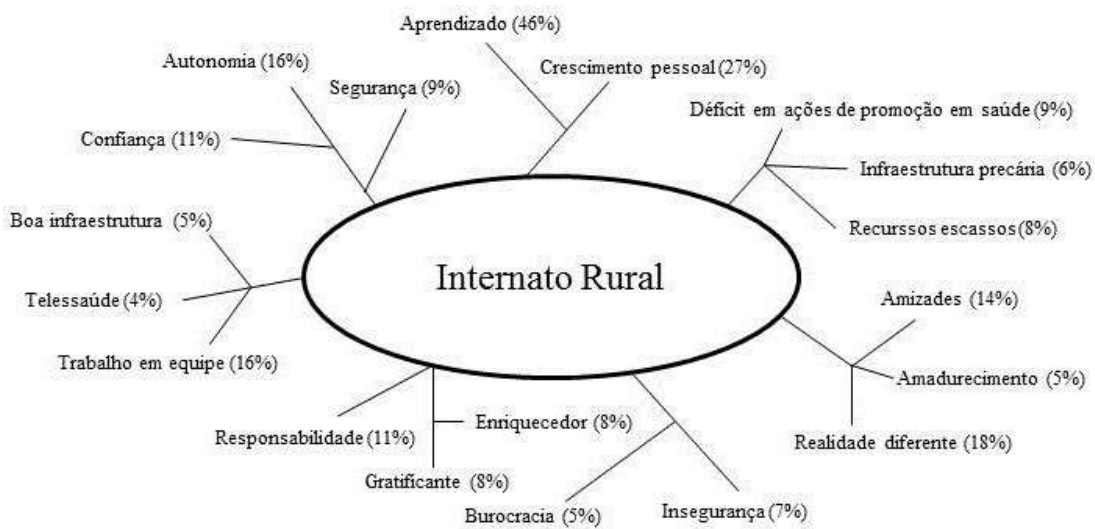 Aprendizado (46%)
Autonomia (16%)
Crescimento pessoal (27%)
Segurança (9%)
Déficit em ações de promoção em saúde (9%)
Confiança (11%)
Infraestrutura precária (6%)
Boa infraestrutura (5%)
Recurssos escassos (8%)
Internato Rural
Telessaúde (4%)
Amizades (14%)
Trabalho em equipe (16%)
Amadurecimento (5%)
Responsabilidade (11%)
Enriquecedor (8%)
Realidade diferente (18%)
Gratificante (8%)
Burocracia (5%)
Insegurança (7%)